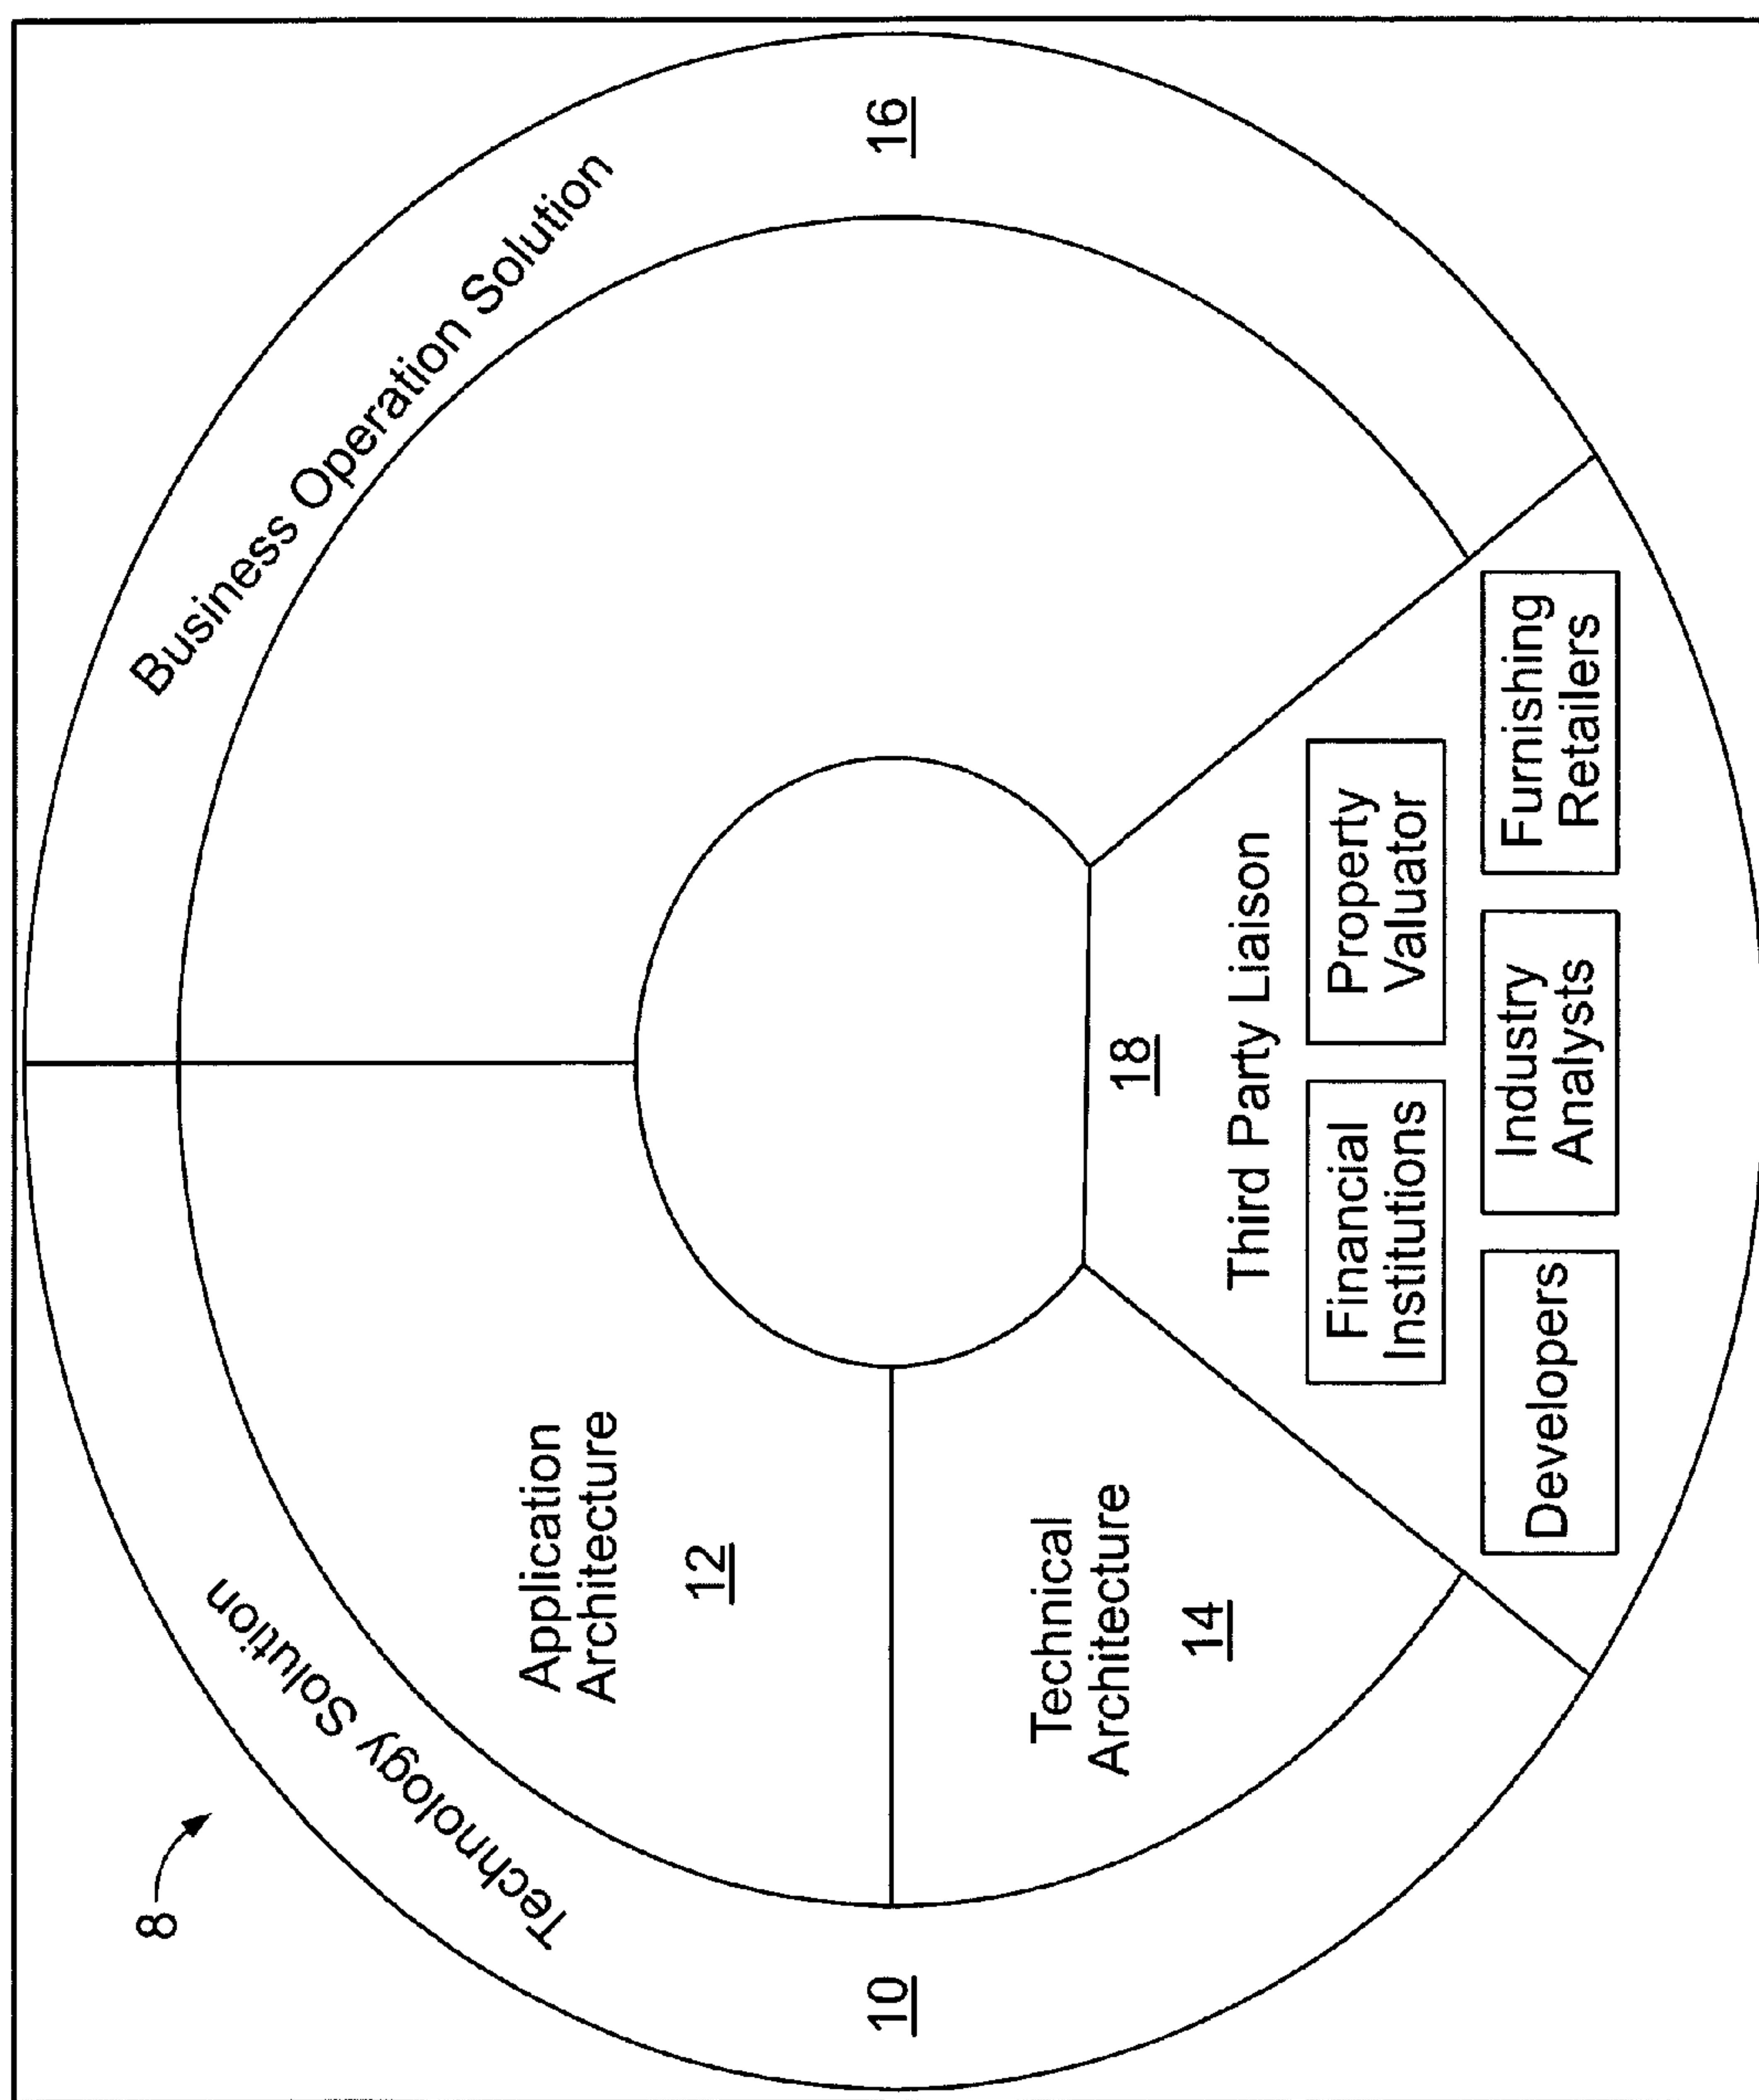 8
Technology Solution
Business Operation Solution
10
16
Application
Architecture
12
Technical
Architecture
14
18
Third Party Liaison
Financial
Institutions
Property
Valuator
Developers
Industry
Analysts
Furnishing
Retailers